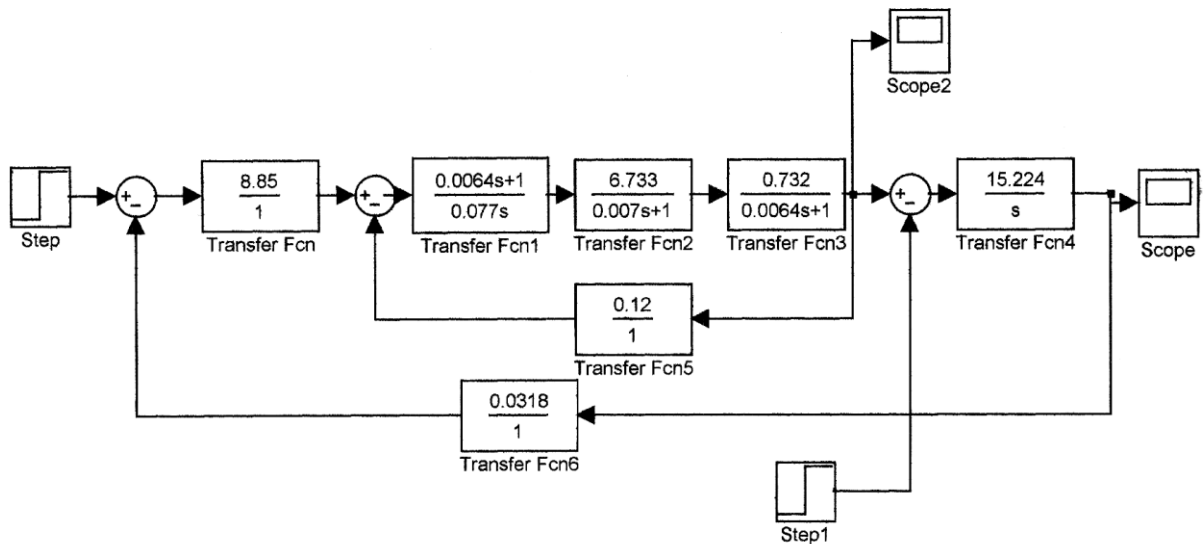 Scope2
Step
+
−
8.85
1
Transfer Fcn
+
−
0.0064s+1
0.077s
Transfer Fcn1
6.733
0.007s+1
Transfer Fcn2
0.732
0.0064s+1
Transfer Fcn3
+
−
15.224
s
Transfer Fcn4
Scope
0.12
1
Transfer Fcn5
0.0318
1
Transfer Fcn6
Step1